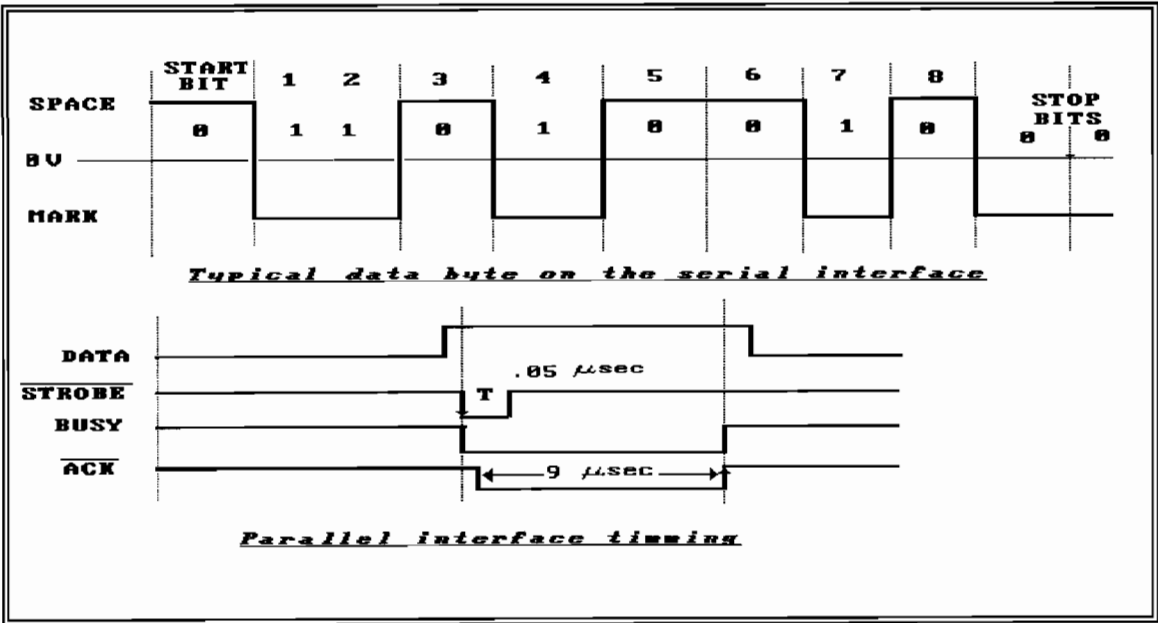 START
BIT
1 2 3 4 5 6 7 8
SPACE
STOP
BITS
0 1 1 0 1 0 0 1 0 0 0
0V
MARK
Typical data byte on the serial interface
DATA
.05 µsec
STROBE T
BUSY
ACK
9 µsec
Parallel interface timming